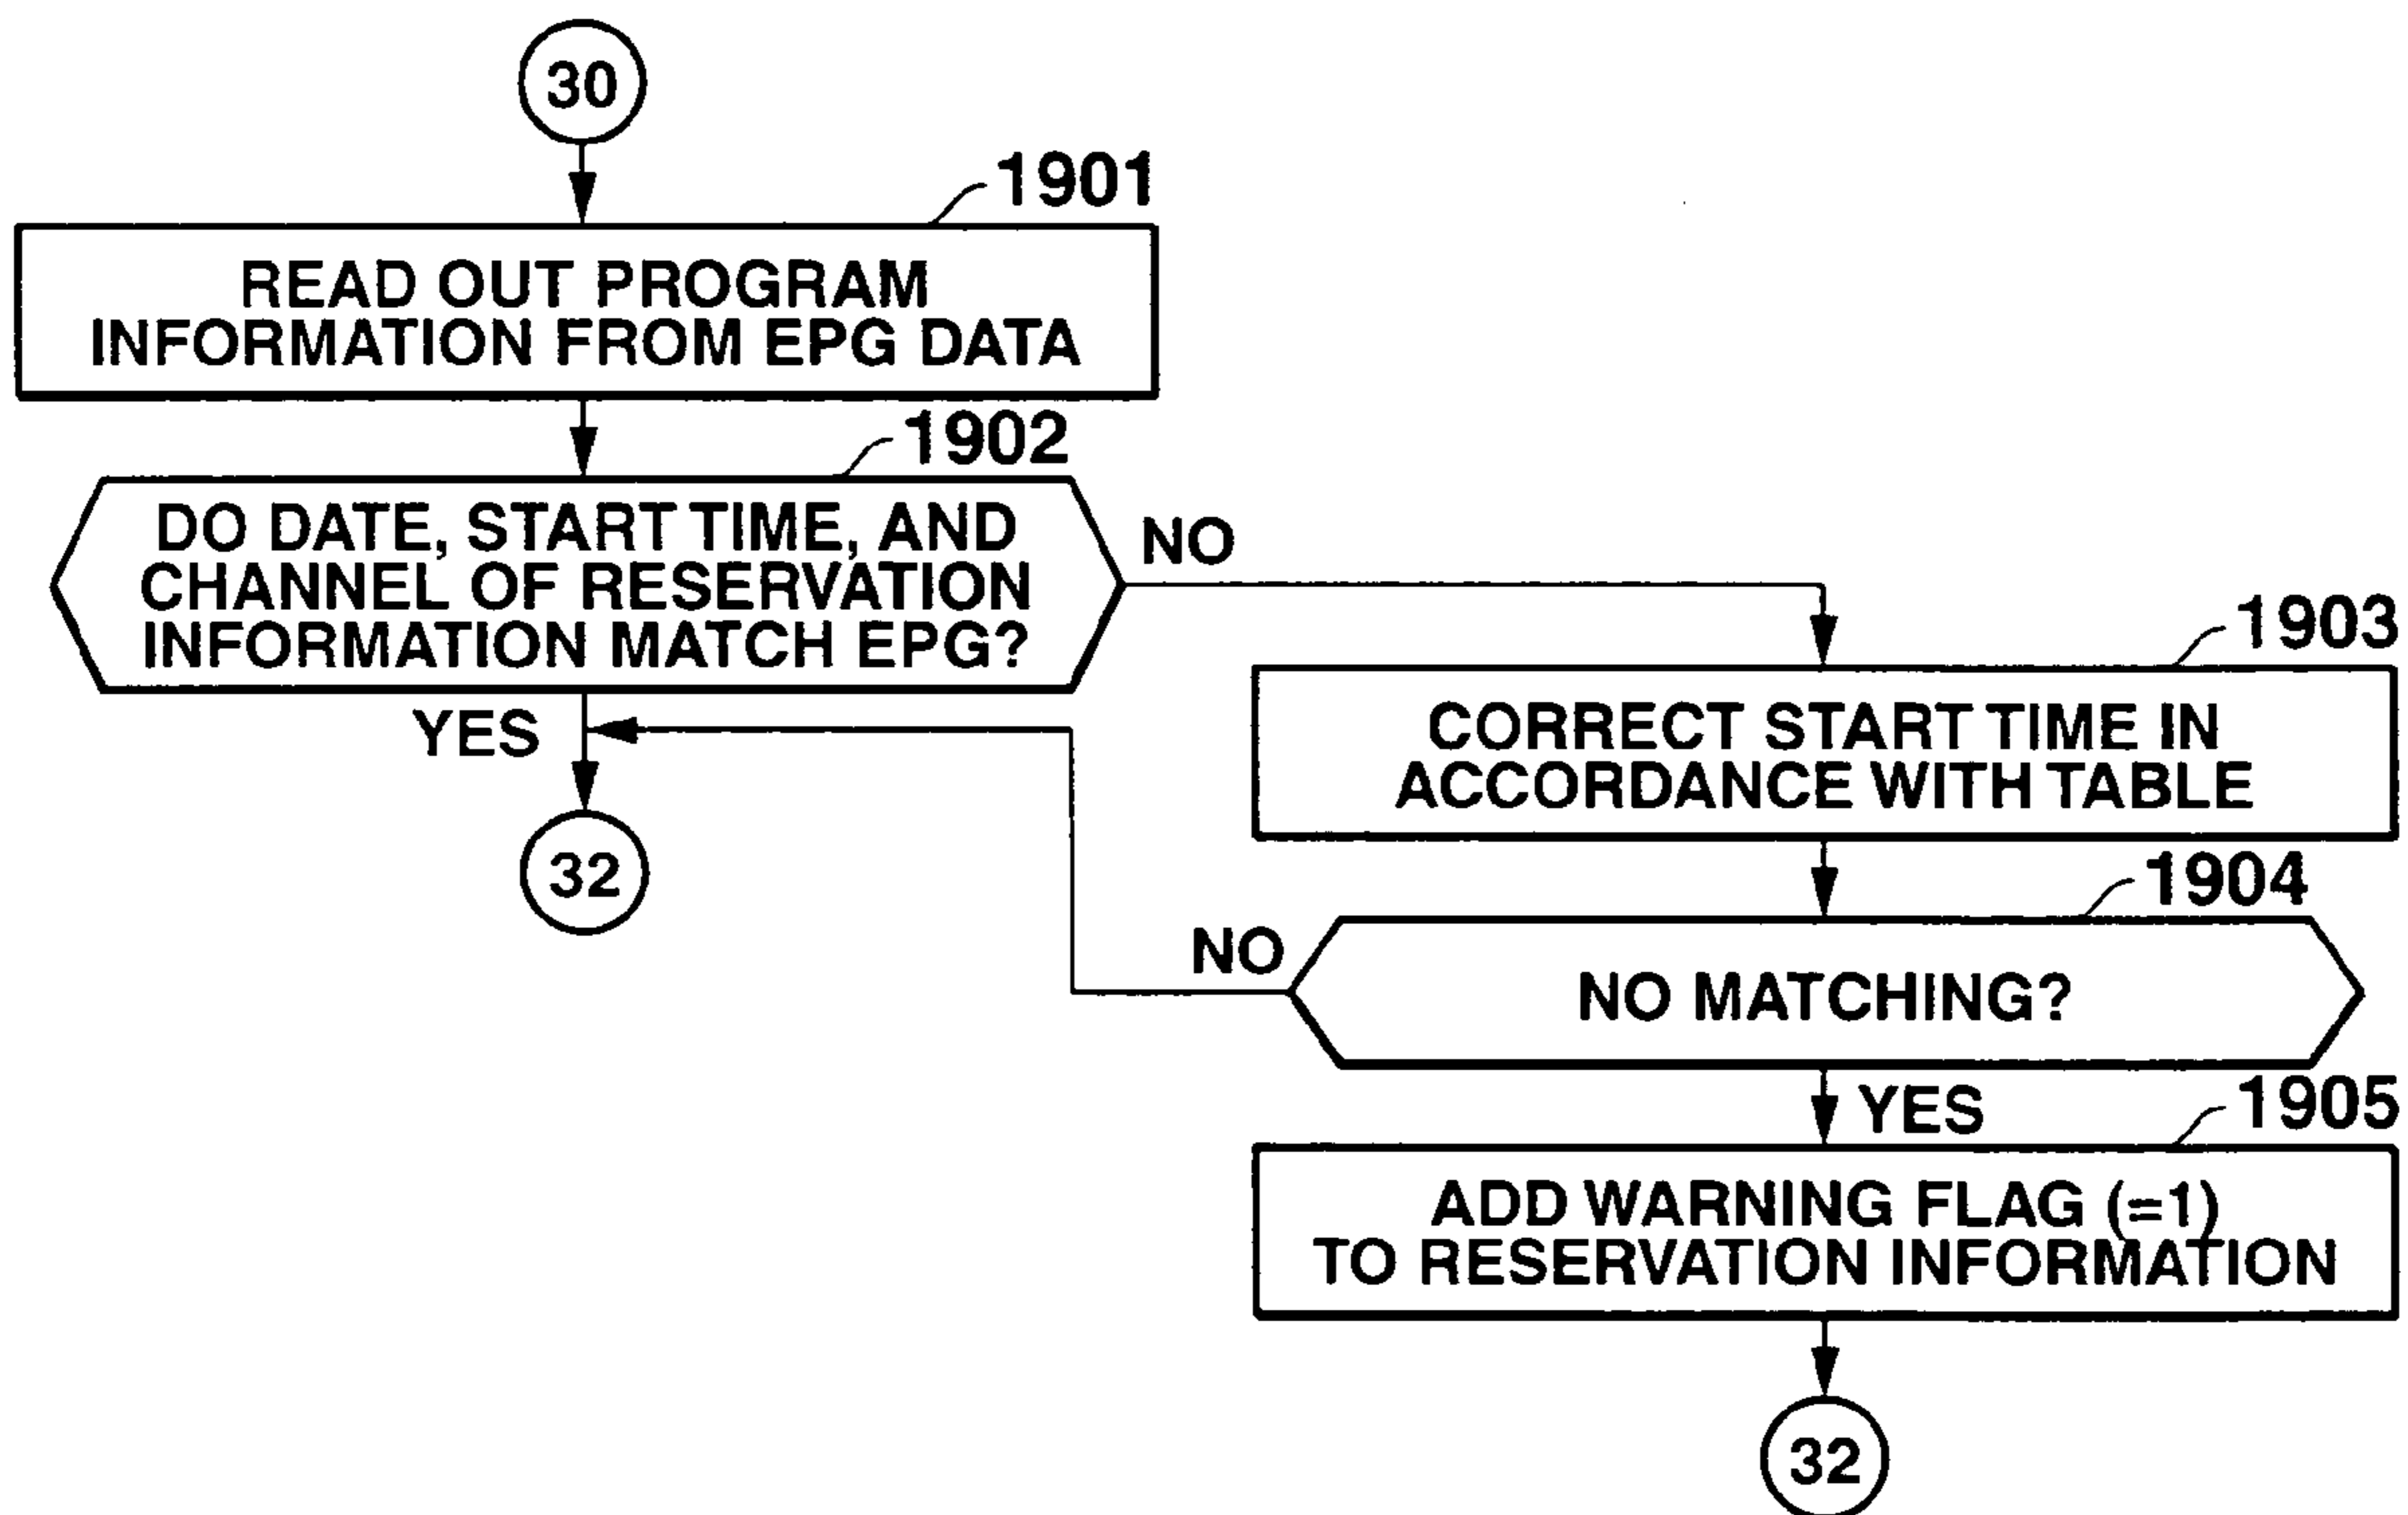 30
1901
READ OUT PROGRAM
INFORMATION FROM EPG DATA
1902
DO DATE, START TIME, AND
CHANNEL OF RESERVATION
INFORMATION MATCH EPG?
NO
YES
32
1903
CORRECT START TIME IN
ACCORDANCE WITH TABLE
1904
NO
NO MATCHING?
YES
1905
ADD WARNING FLAG (=1)
TO RESERVATION INFORMATION
32